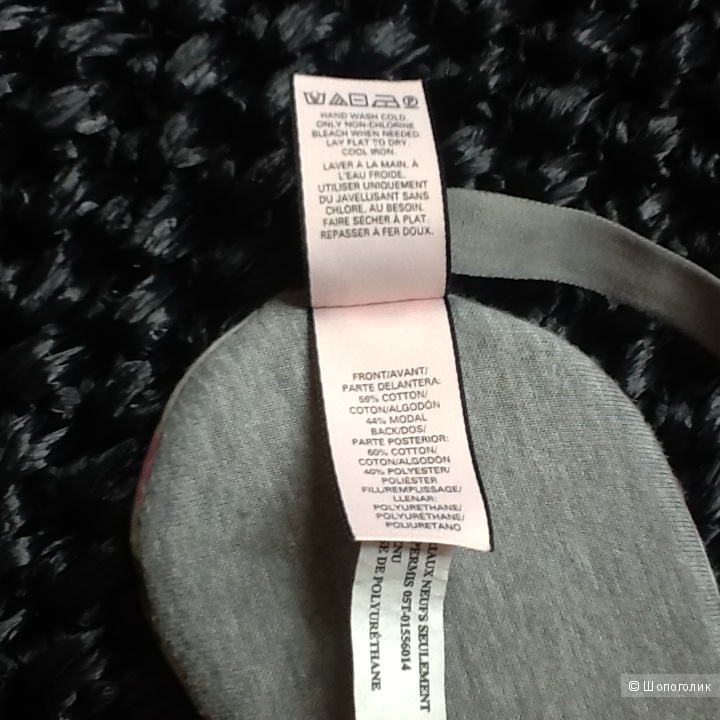 HAND WASH COLD.
ONLY NON-CHLORINE
BLEACH WHEN NEEDED.
LAY FLAT TO DRY.
COOL IRON.
LAVER À LA MAIN, À
L'EAU FROIDE.
UTILISER UNIQUEMENT
DU JAVELLISANT SANS
CHLORE, AU BESOIN.
FAIRE SÉCHER À PLAT.
REPASSER À FER DOUX.
FRONT/AVANT/
PARTE DELANTERA:
56% COTTON/
COTON/ALGODÓN
44% MODAL
BACK/DOS/
PARTE POSTERIOR:
60% COTTON/
COTON/ALGODÓN
40% POLYESTER/
POLIÉSTER
FILL/REMPLISSAGE/
LLENAR:
POLYURETHANE/
POLYURÉTHANE/
POLIURETANO
NEUFS SEULEMENT
PERMIS 05T-01556014
DE POLYURÉTHANE
© Шопоголик